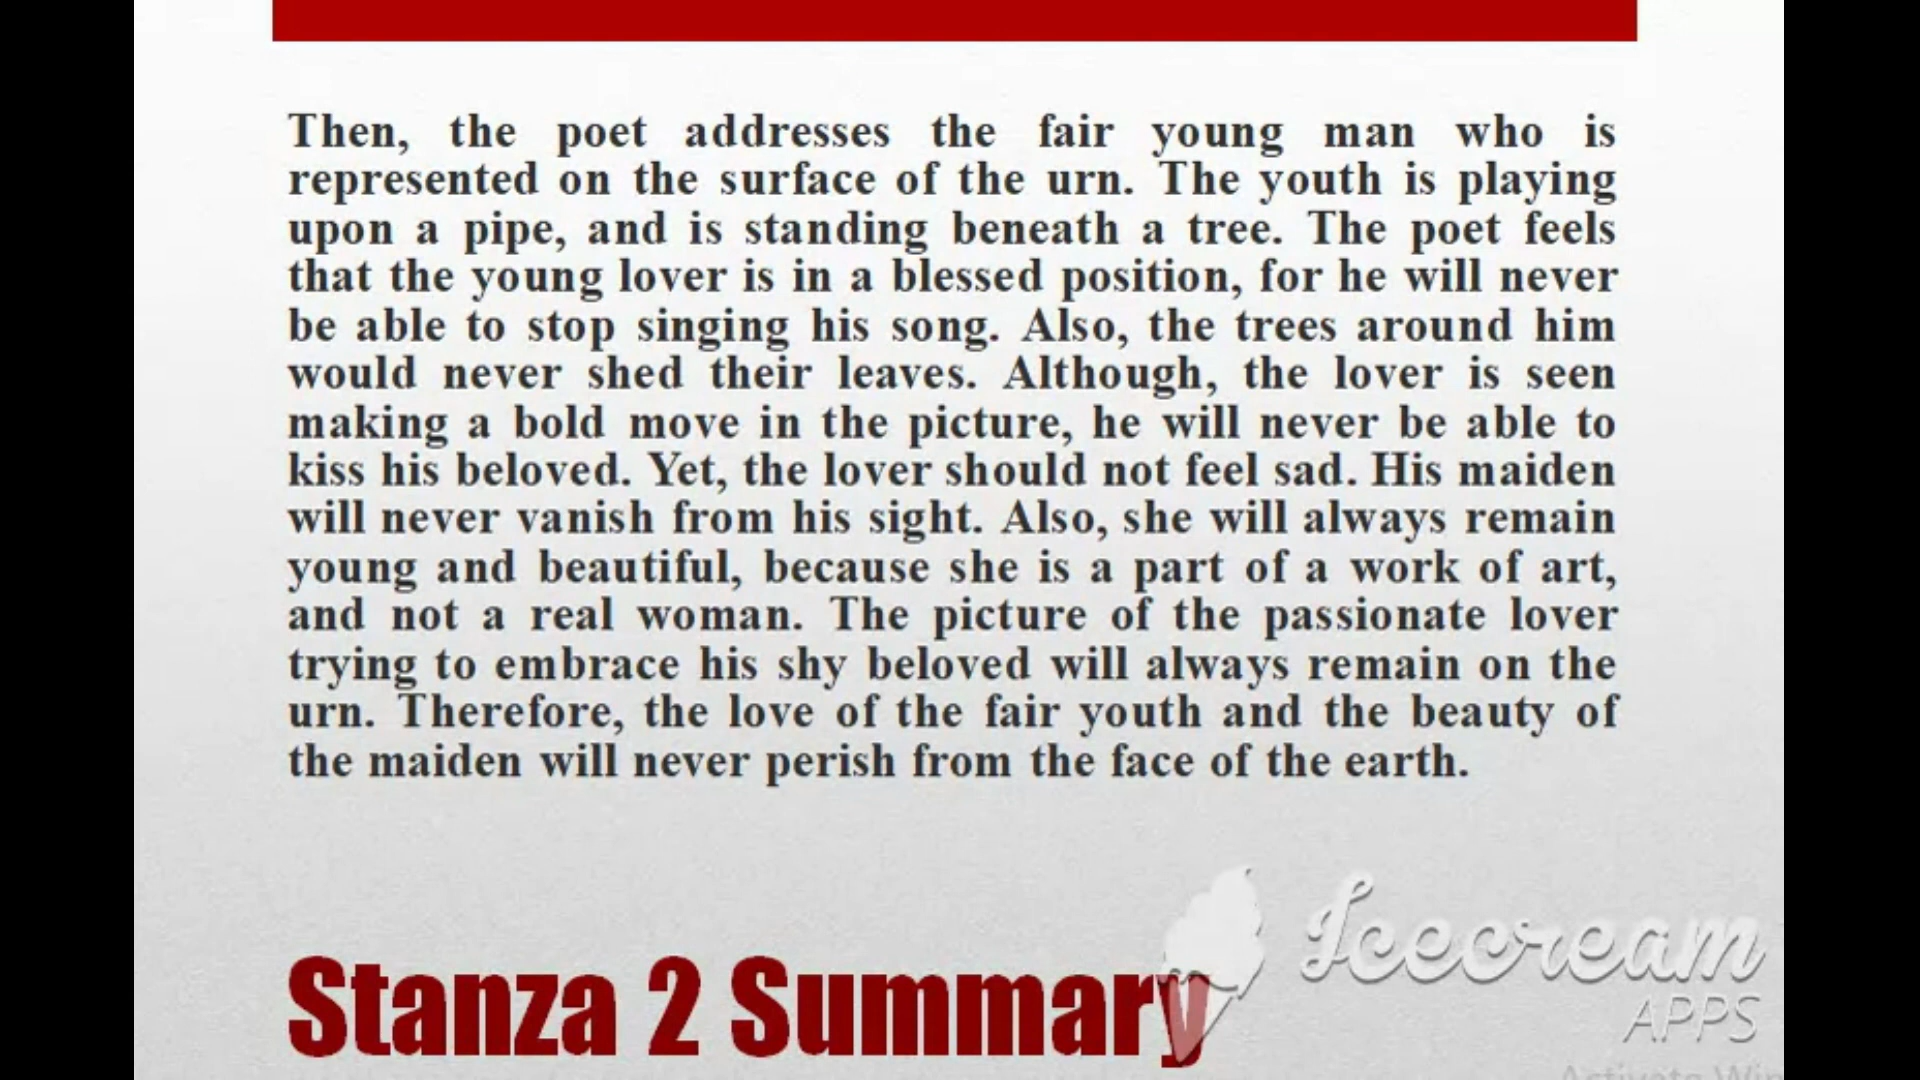 Then, the poet addresses the fair young man who is
represented on the surface of the urn. The youth is playing
upon a pipe, and is standing beneath a tree. The poet feels
that the young lover is in a blessed position, for he will never
be able to stop singing his song. Also, the trees around him
would never shed their leaves. Although, the lover is seen
making a bold move in the picture, he will never be able to
kiss his beloved. Yet, the lover should not feel sad. His maiden
will never vanish from his sight. Also, she will always remain
young and beautiful, because she is a part of a work of art,
and not a real woman. The picture of the passionate lover
trying to embrace his shy beloved will always remain on the
urn. Therefore, the love of the fair youth and the beauty of
the maiden will never perish from the face of the earth.
Stanza 2 Summary
Icecream
APPS
Activate